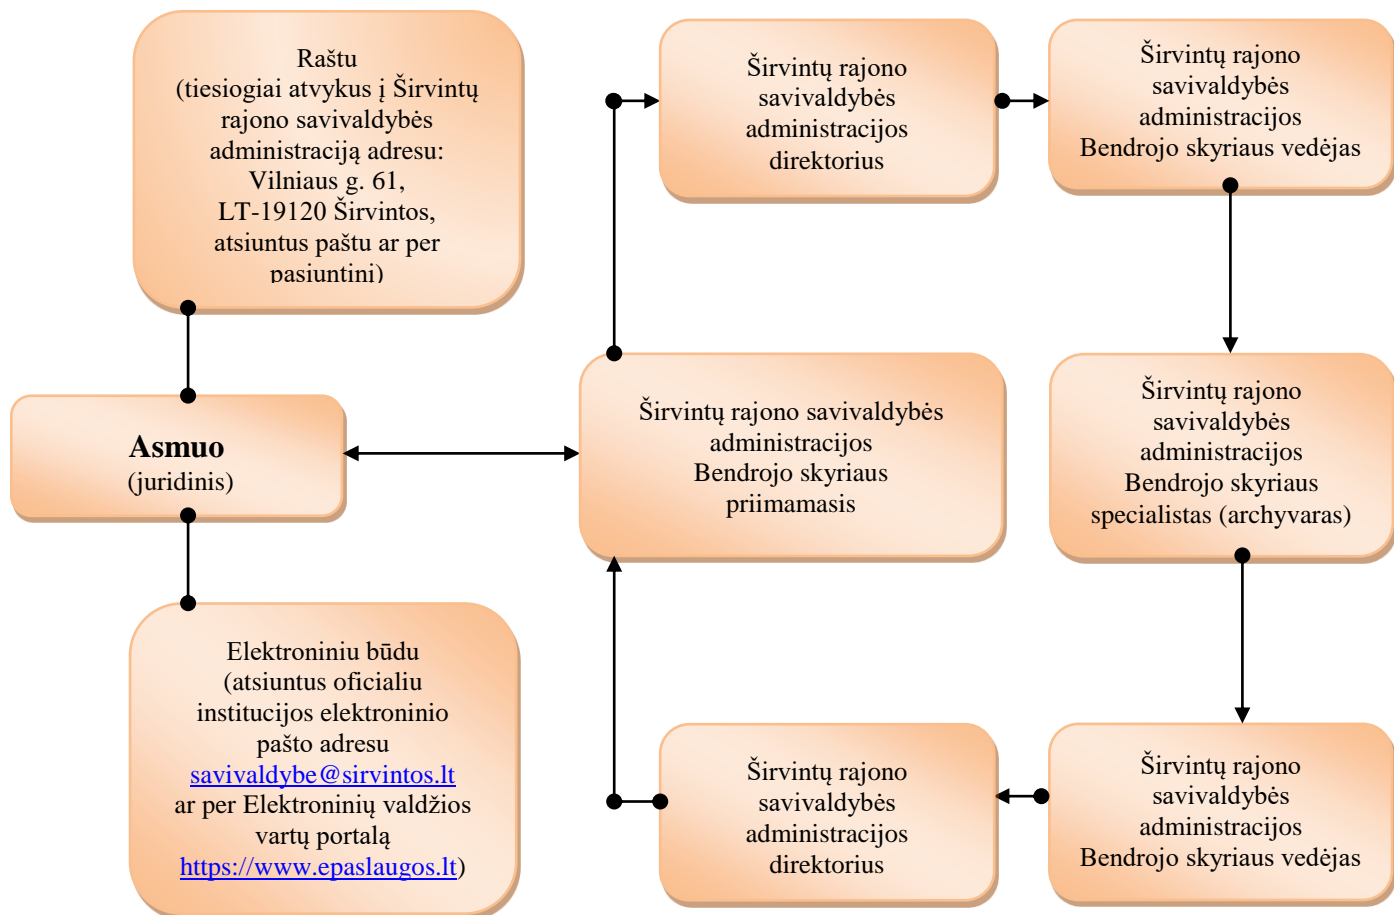 Raštu
(tiesiogiai atvykus į Širvintų
rajono savivaldybės
administraciją adresu:
Vilniaus g. 61,
LT-19120 Širvintos,
atsiuntus paštu ar per
pasiuntinį)
Asmuo
(juridinis)
Elektroniniu būdu
(atsiuntus oficialiu
institucijos elektroninio
pašto adresu
savivaldybe@sirvintos.lt
ar per Elektroninių valdžios
vartų portalą
https://www.epaslaugos.lt)
Širvintų rajono savivaldybės
administracijos
Bendrojo skyriaus
priimamasis
Širvintų rajono
savivaldybės
administracijos
direktorius
Širvintų rajono
savivaldybės
administracijos
Bendrojo skyriaus vedėjas
Širvintų rajono
savivaldybės
administracijos
Bendrojo skyriaus
specialistas (archyvaras)
Širvintų rajono
savivaldybės
administracijos
Bendrojo skyriaus vedėjas
Širvintų rajono
savivaldybės
administracijos
direktorius